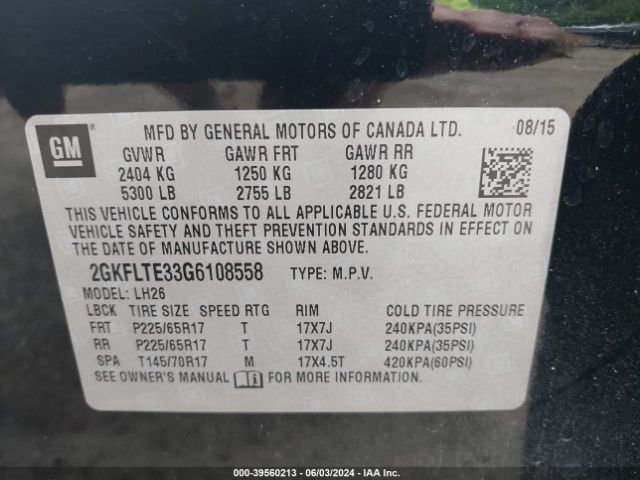 GM
MFD BY GENERAL MOTORS OF CANADA LTD. 08/15
GVWR GAWR FRT GAWR RR
2404 KG 1250 KG 1280 KG
5300 LB 2755 LB 2821 LB
THIS VEHICLE CONFORMS TO ALL APPLICABLE U.S. FEDERAL MOTOR
VEHICLE SAFETY AND THEFT PREVENTION STANDARDS IN EFFECT ON
THE DATE OF MANUFACTURE SHOWN ABOVE.
2GKFLTE33G6108558 TYPE: M.P.V.
MODEL: LH26
LBCK TIRE SIZE SPEED RTG RIM COLD TIRE PRESSURE
FRT P225/65R17 T 17X7J 240KPA(35PSI)
RR P225/65R17 T 17X7J 240KPA(35PSI)
SPA T145/70R17 M 17X4.5T 420KPA(60PSI)
SEE OWNER'S MANUAL FOR MORE INFORMATION.
000-39560213 - 06/03/2024 - IAA Inc.